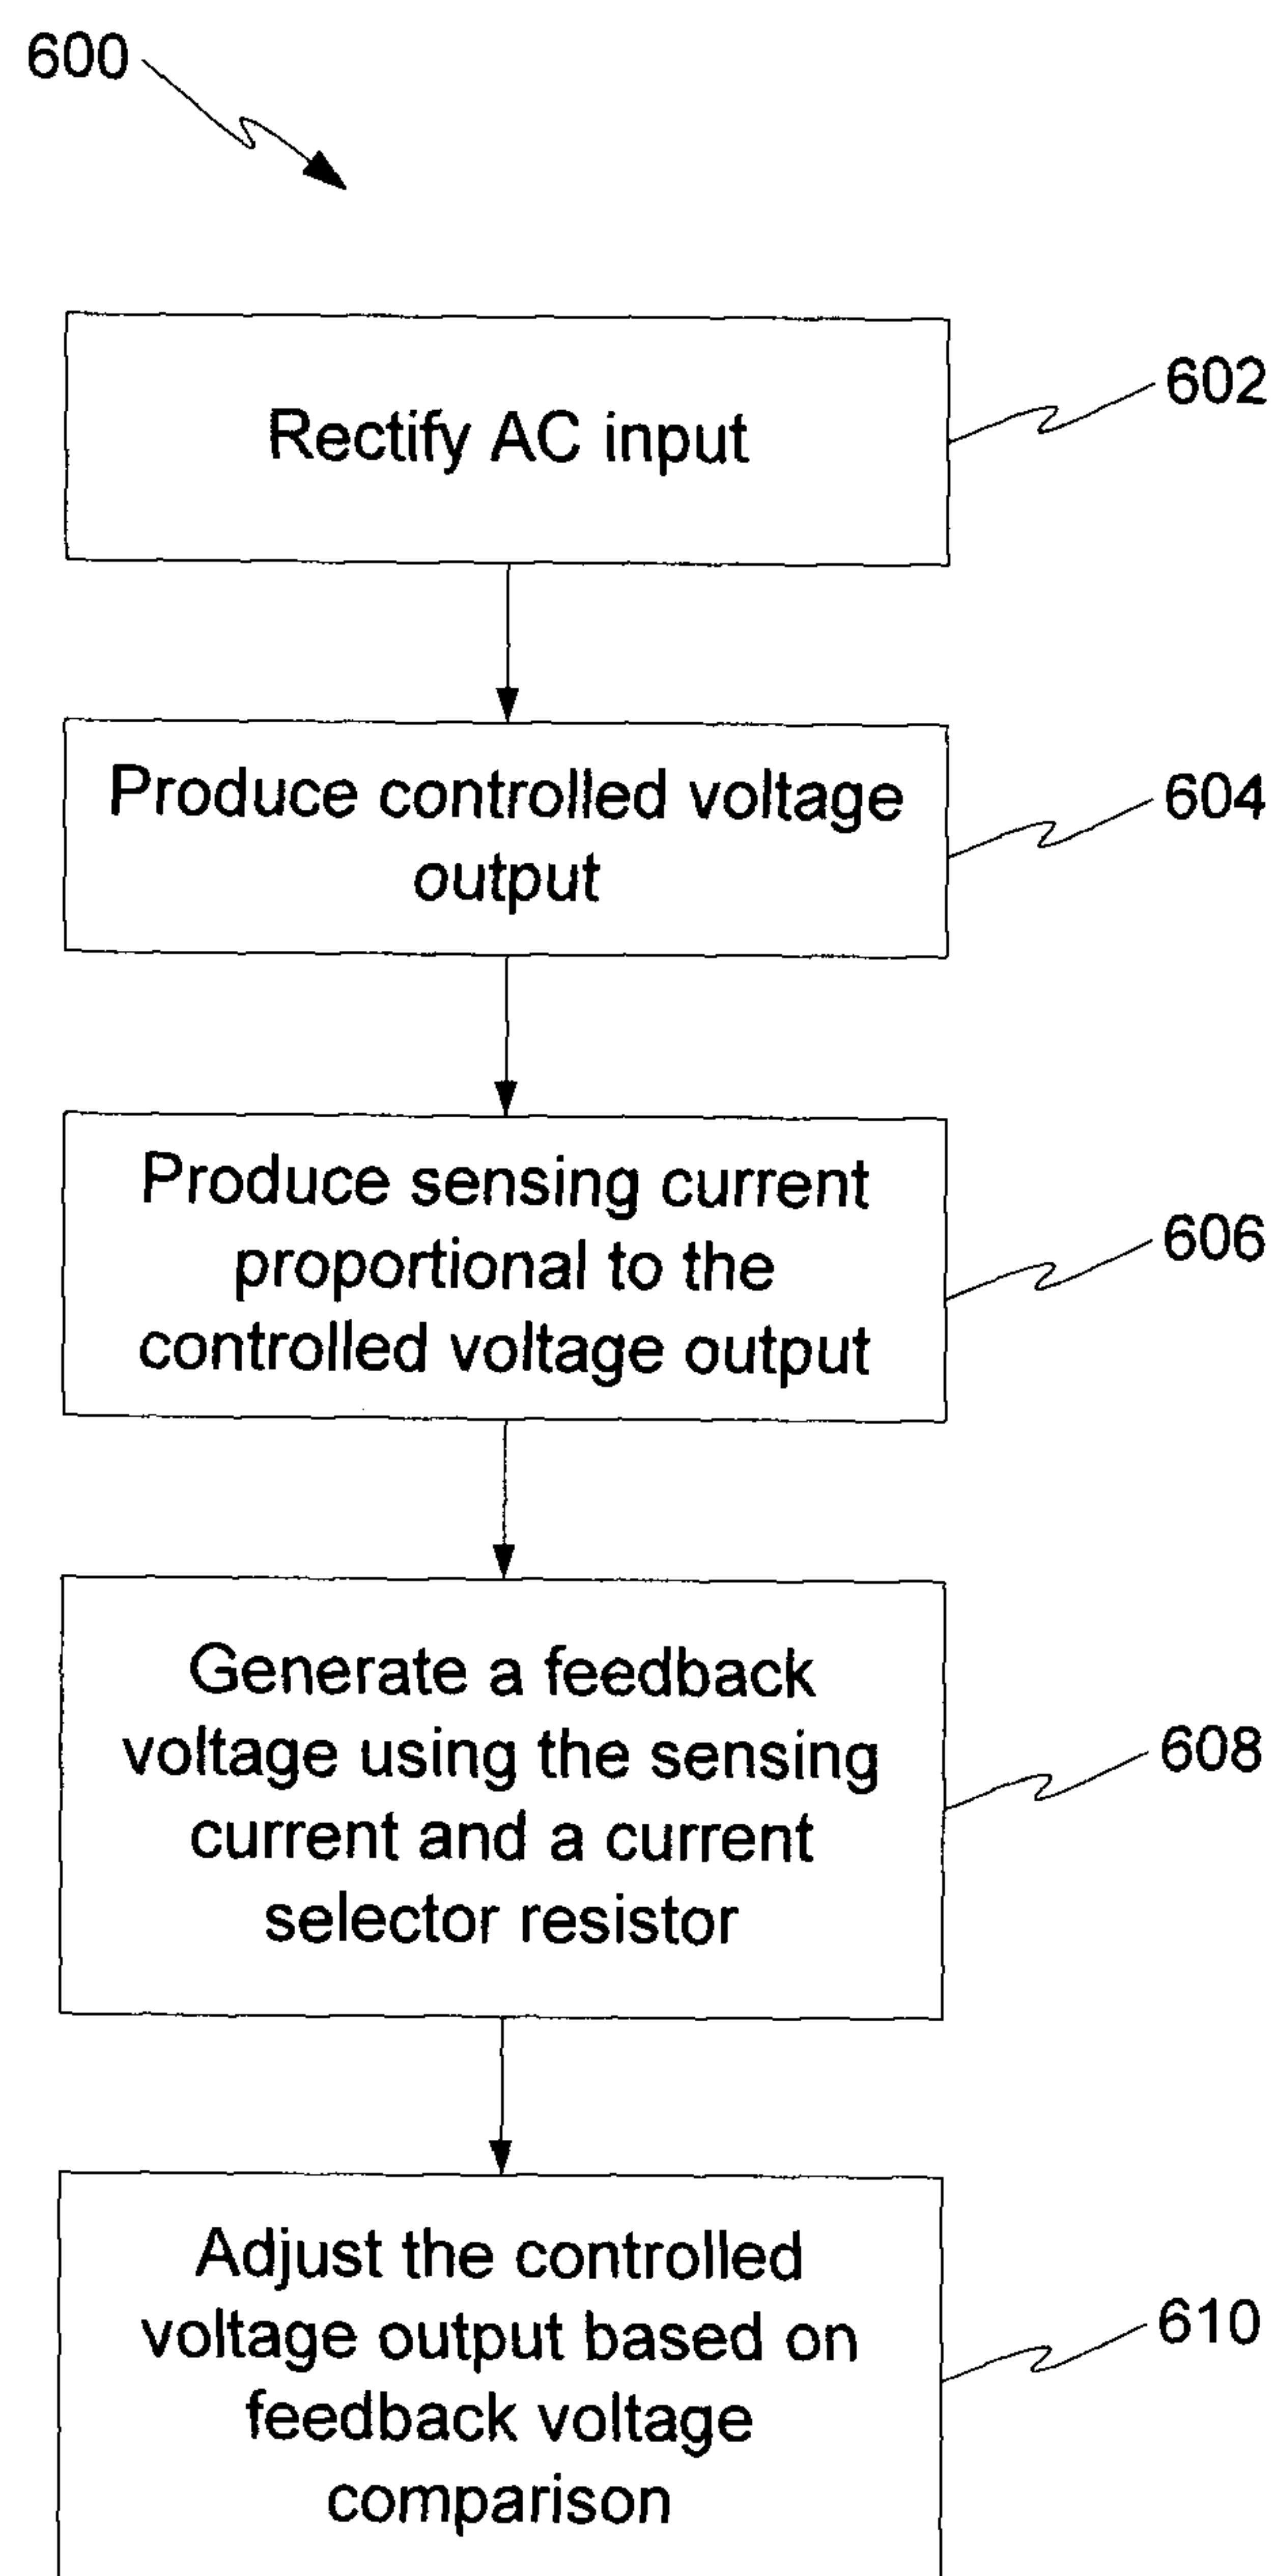 600
Rectify AC input
602
Produce controlled voltage
output
604
Produce sensing current
proportional to the
controlled voltage output
606
Generate a feedback
voltage using the sensing
current and a current
selector resistor
608
Adjust the controlled
voltage output based on
feedback voltage
comparison
610